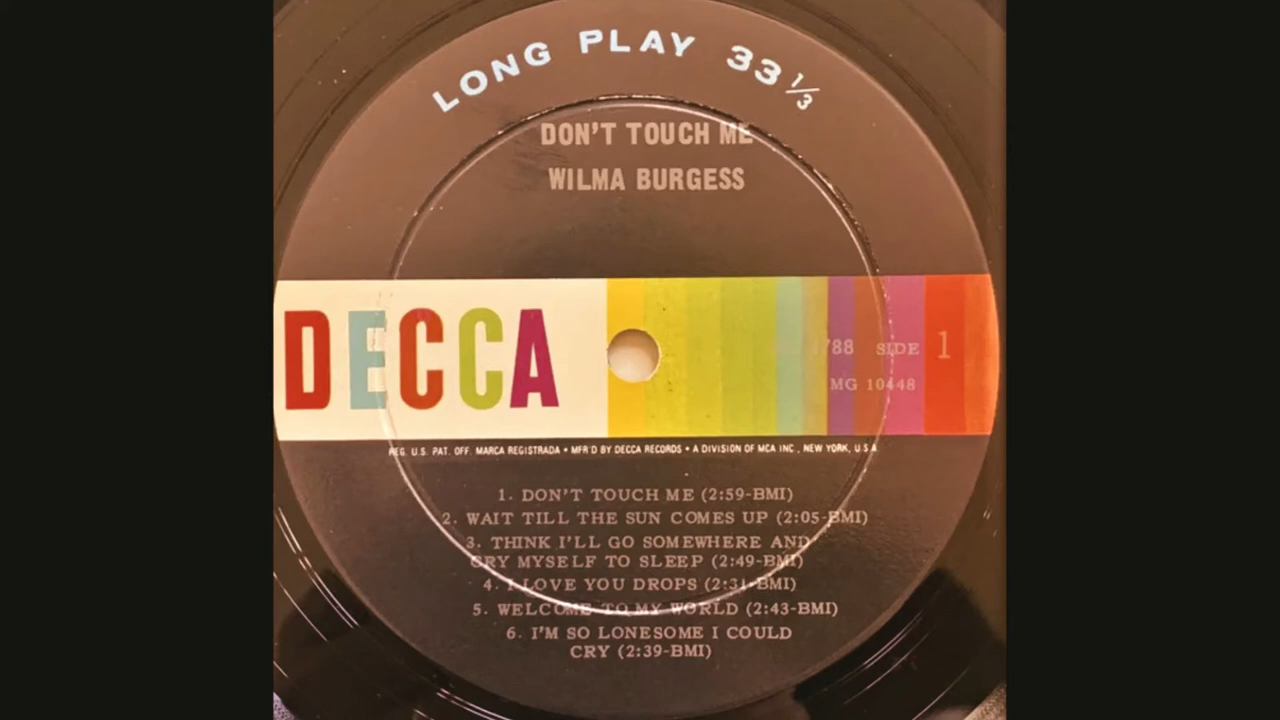 LONG PLAY 33 1/3
DON'T TOUCH ME
WILMA BURGESS
DECCA
SIDE 1
MG 10448
REG. U.S. PAT. OFF. MARCA REGISTRADA • MFR'D BY DECCA RECORDS • A DIVISION OF MCA INC., NEW YORK, U.S.A
1. DON'T TOUCH ME (2:59-BMI)
2. WAIT TILL THE SUN COMES UP (2:05-BMI)
3. THINK I'LL GO SOMEWHERE AND
CRY MYSELF TO SLEEP (2:49-BMI)
4. I LOVE YOU DROPS (2:31-BMI)
5. WELCOME TO MY WORLD (2:43-BMI)
6. I'M SO LONESOME I COULD
CRY (2:39-BMI)